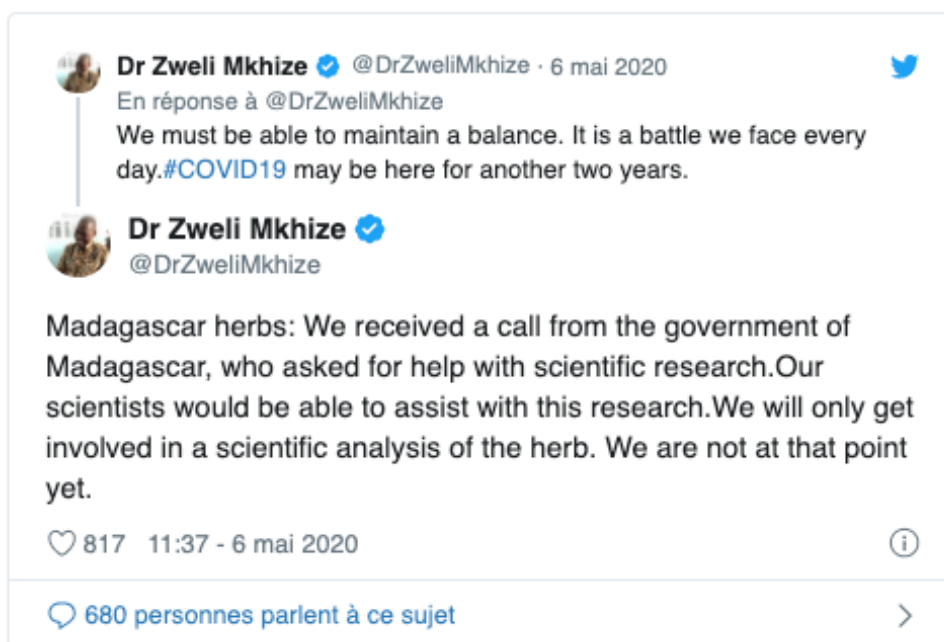 Dr Zweli Mkhize @DrZweliMkhize · 6 mai 2020
En réponse à @DrZweliMkhize
We must be able to maintain a balance. It is a battle we face every
day.#COVID19 may be here for another two years.
Dr Zweli Mkhize
@DrZweliMkhize
Madagascar herbs: We received a call from the government of
Madagascar, who asked for help with scientific research.Our
scientists would be able to assist with this research.We will only get
involved in a scientific analysis of the herb. We are not at that point
yet.
817 11:37 - 6 mai 2020
680 personnes parlent à ce sujet